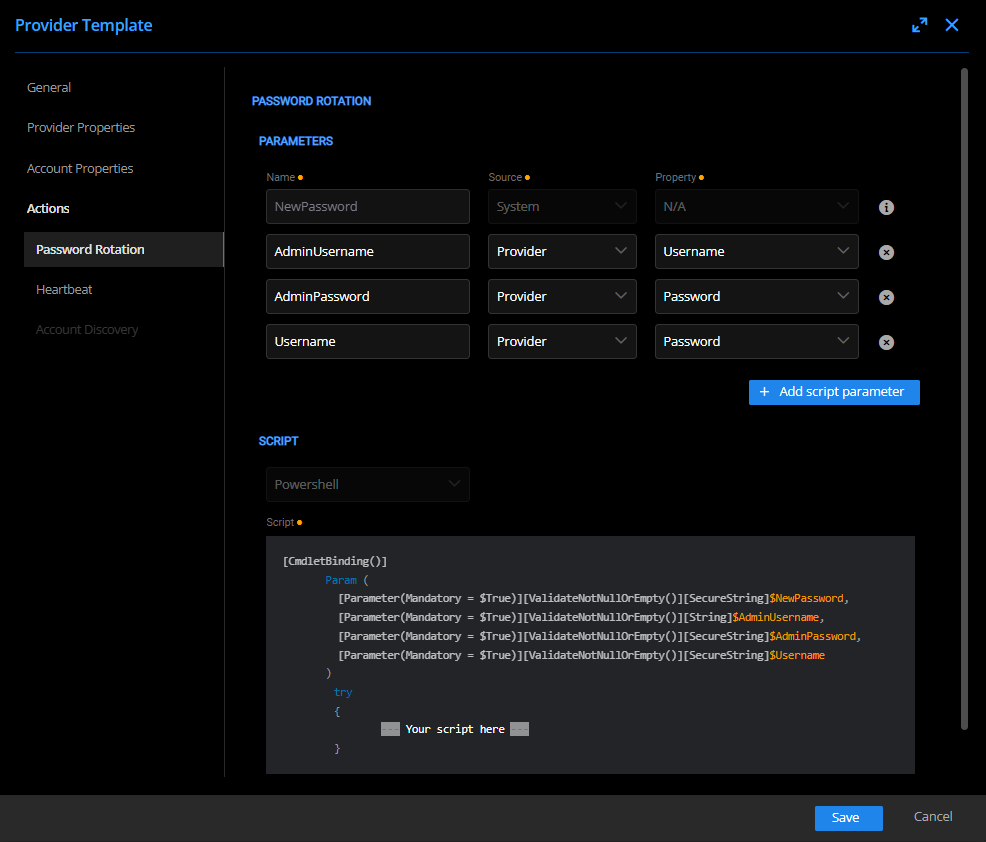 Provider Template
General
Provider Properties
Account Properties
Actions
Password Rotation
Heartbeat
Account Discovery
PASSWORD ROTATION
PARAMETERS
Name Source Property
NewPassword System N/A
AdminUsername Provider Username
AdminPassword Provider Password
Username Provider Password
+ Add script parameter
SCRIPT
Powershell
Script
[CmdletBinding()]
Param (
[Parameter(Mandatory = $True)][ValidateNotNullOrEmpty()][SecureString]$NewPassword,
[Parameter(Mandatory = $True)][ValidateNotNullOrEmpty()][String]$AdminUsername,
[Parameter(Mandatory = $True)][ValidateNotNullOrEmpty()][SecureString]$AdminPassword,
[Parameter(Mandatory = $True)][ValidateNotNullOrEmpty()][SecureString]$Username
)
try
{
--- Your script here ---
}
Save Cancel